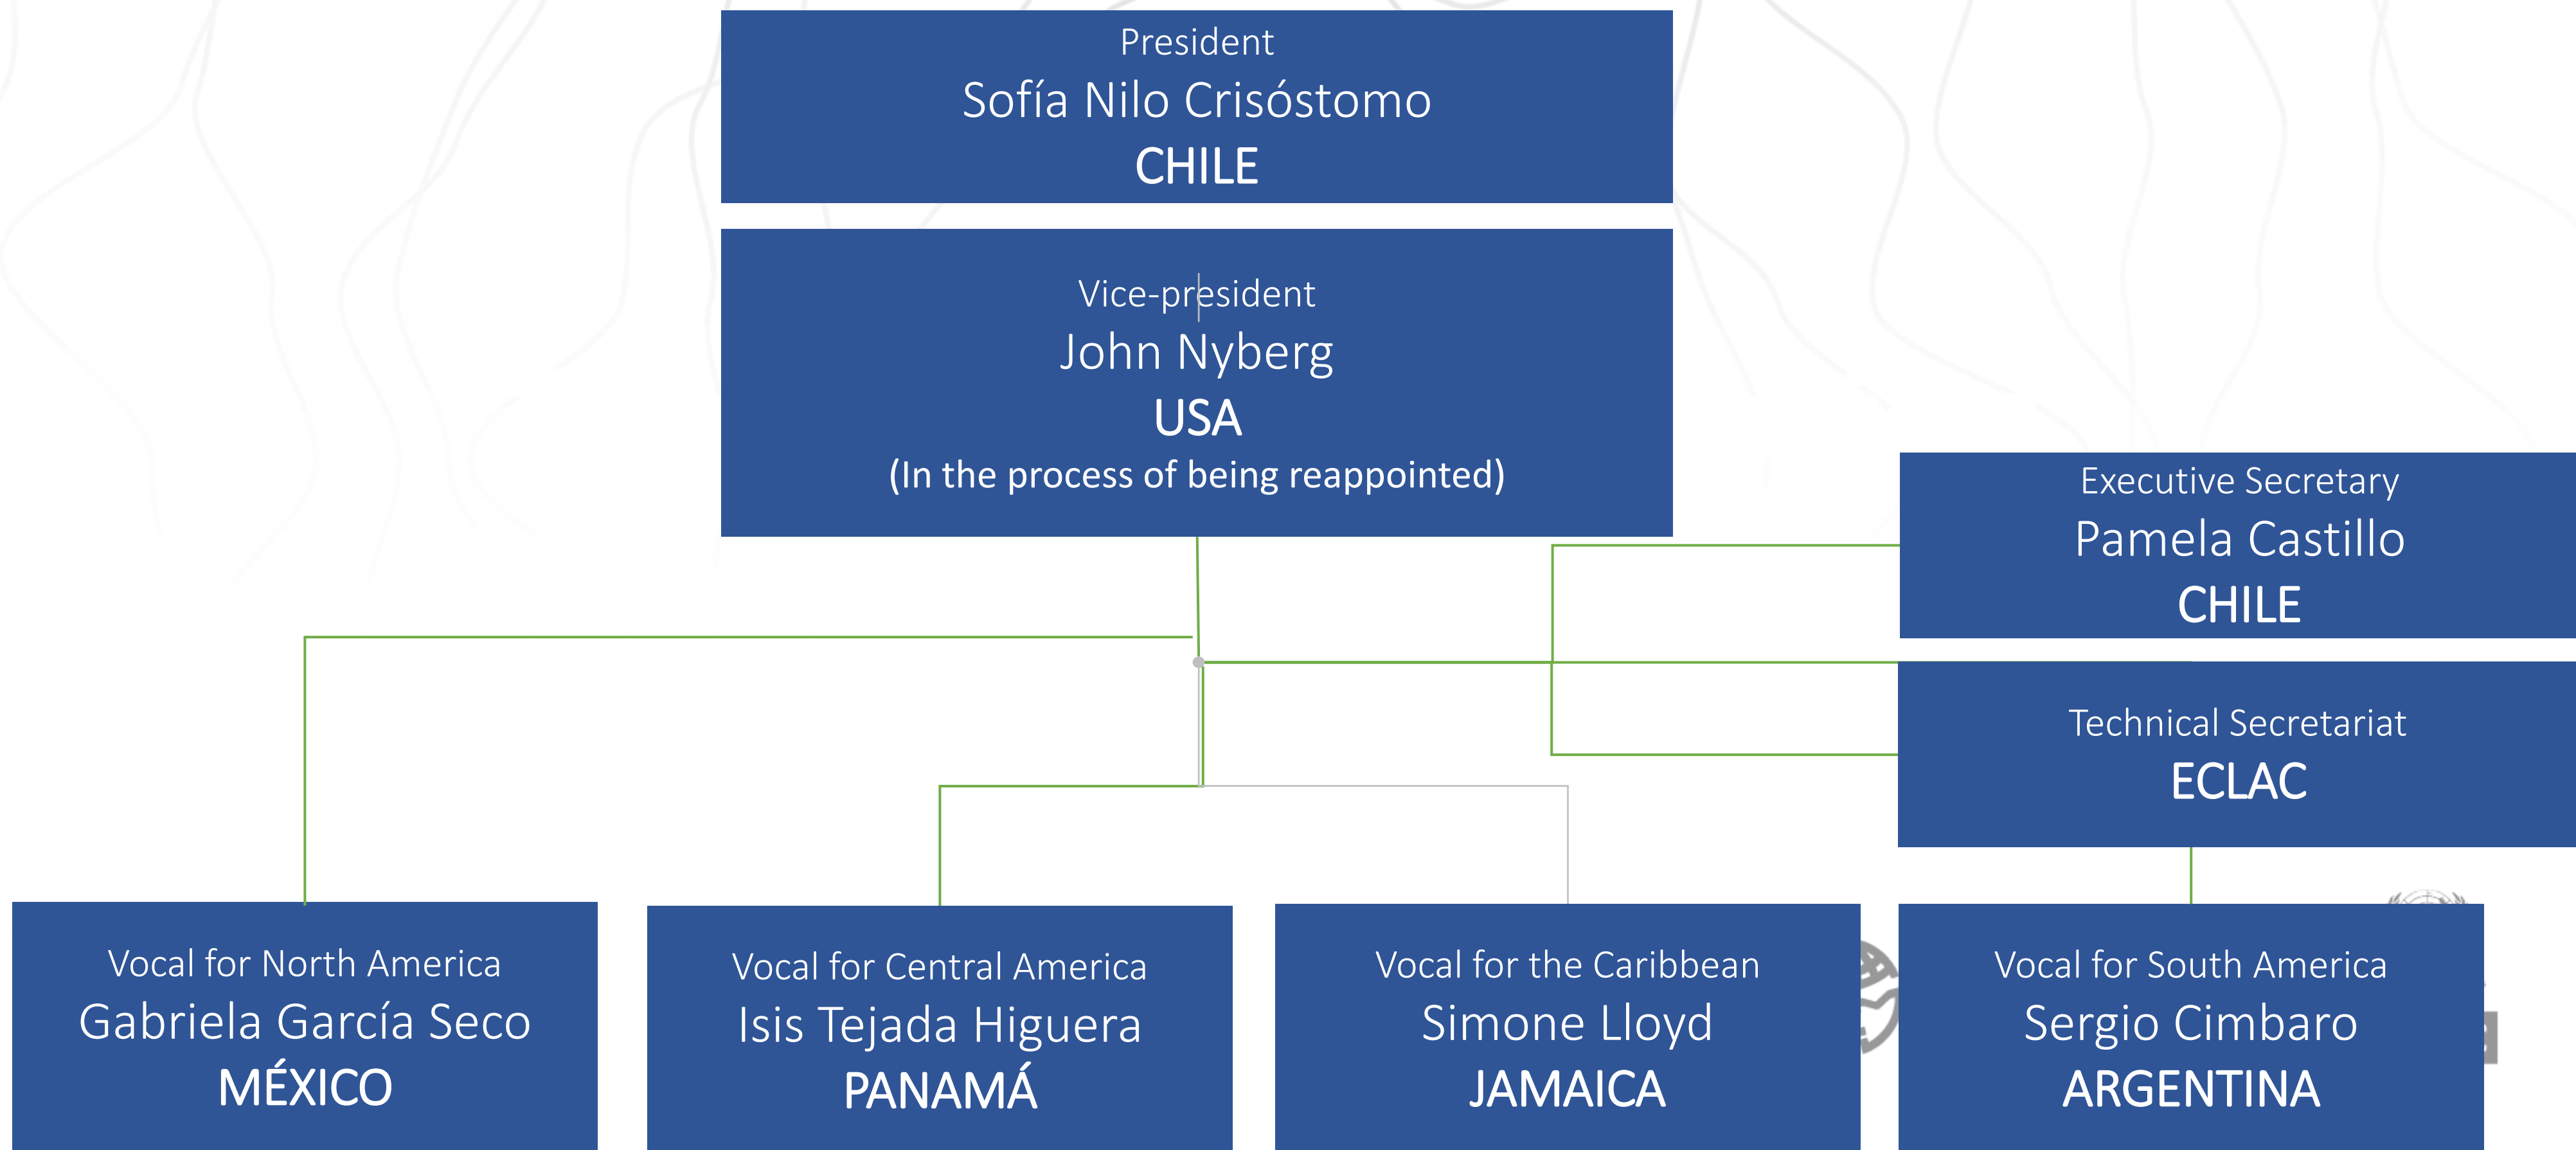 President
Sofía Nilo Crisóstomo
CHILE
Vice-president
John Nyberg
USA
(In the process of being reappointed)
Executive Secretary
Pamela Castillo
CHILE
Technical Secretariat
ECLAC
Vocal for North America
Gabriela García Seco
MÉXICO
Vocal for Central America
Isis Tejada Higuera
PANAMÁ
Vocal for the Caribbean
Simone Lloyd
JAMAICA
Vocal for South America
Sergio Cimbaro
ARGENTINA